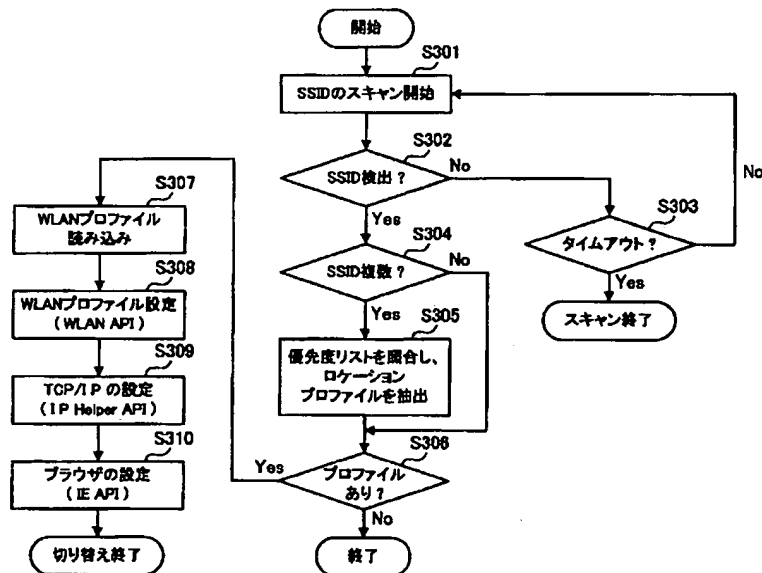 開始
S301
SSIDのスキャン開始
S302
SSID検出?
No
Yes
S303
タイムアウト?
No
Yes
スキャン終了
S304
SSID複数?
No
Yes
S305
優先度リストを照合し、
ロケーション
プロファイルを抽出
S306
プロファイル
あり?
Yes
No
終了
S307
WLANプロファイル
読み込み
S308
WLANプロファイル設定
(WLAN API)
S309
TCP/IP の設定
(IP Helper API)
S310
ブラウザの設定
(IE API)
切り替え終了